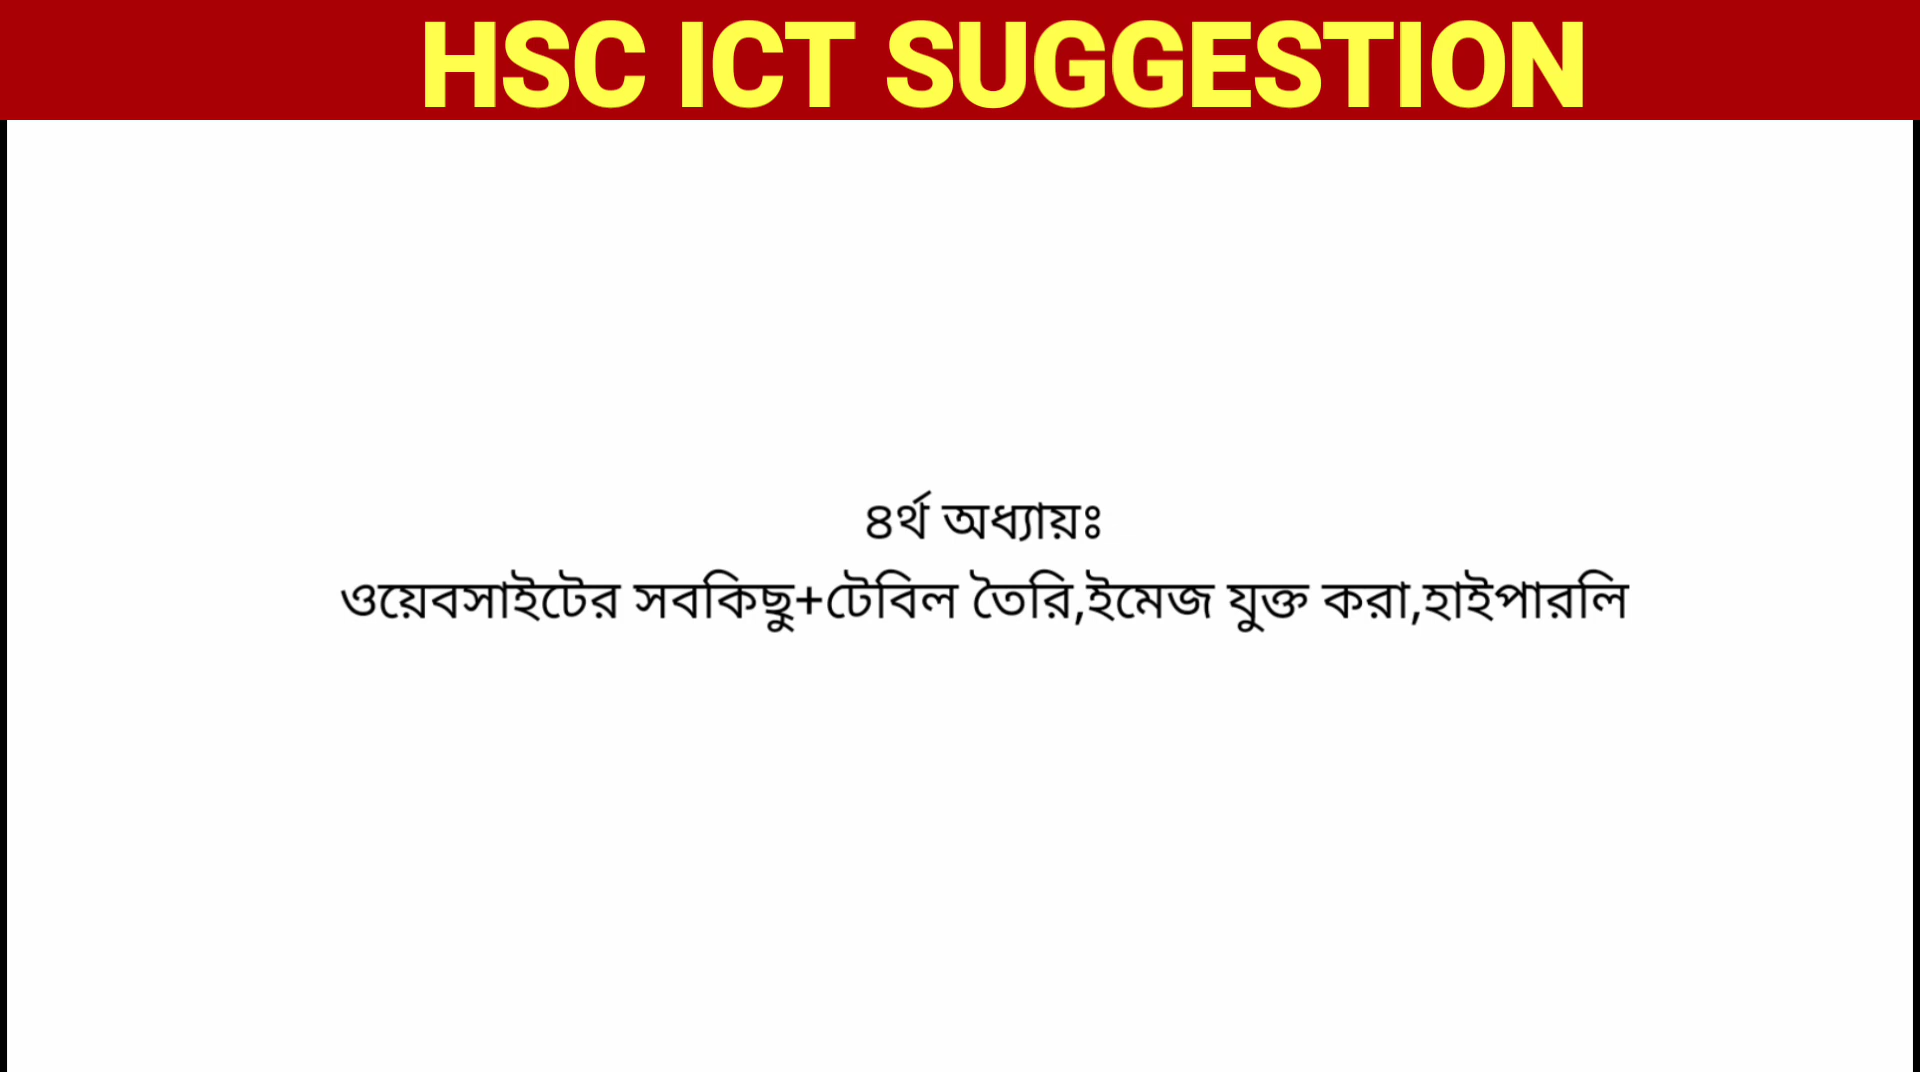 HSC ICT SUGGESTION
৪র্থ অধ্যায়ঃ
ওয়েবসাইটের সবকিছু+টেবিল তৈরি,ইমেজ যুক্ত করা,হাইপারলি